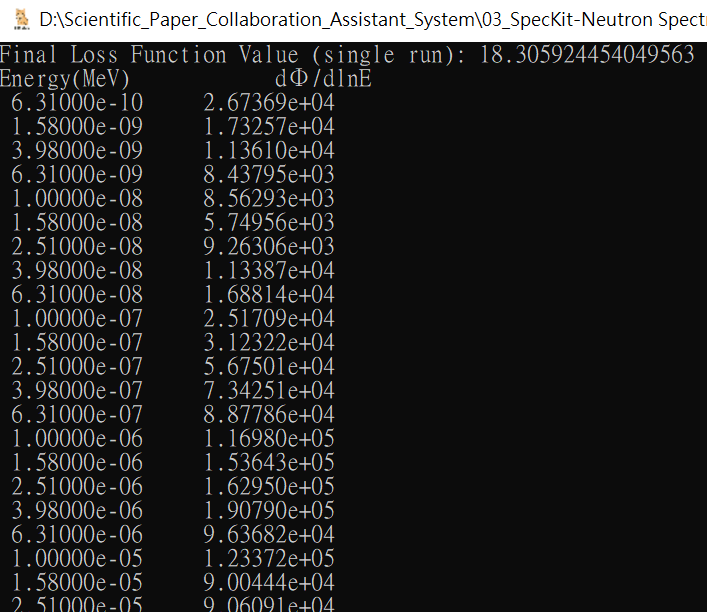 D:\Scientific_Paper_Collaboration_Assistant_System\03_SpecKit-Neutron Spectr
Final Loss Function Value (single run): 18.305924454049563
Energy(MeV) dΦ/dlnE
6.31000e-10 2.67369e+04
1.58000e-09 1.73257e+04
3.98000e-09 1.13610e+04
6.31000e-09 8.43795e+03
1.00000e-08 8.56293e+03
1.58000e-08 5.74956e+03
2.51000e-08 9.26306e+03
3.98000e-08 1.13387e+04
6.31000e-08 1.68814e+04
1.00000e-07 2.51709e+04
1.58000e-07 3.12322e+04
2.51000e-07 5.67501e+04
3.98000e-07 7.34251e+04
6.31000e-07 8.87786e+04
1.00000e-06 1.16980e+05
1.58000e-06 1.53643e+05
2.51000e-06 1.62950e+05
3.98000e-06 1.90790e+05
6.31000e-06 9.63682e+04
1.00000e-05 1.23372e+05
1.58000e-05 9.00444e+04
2.51000e-05 9.06091e+04